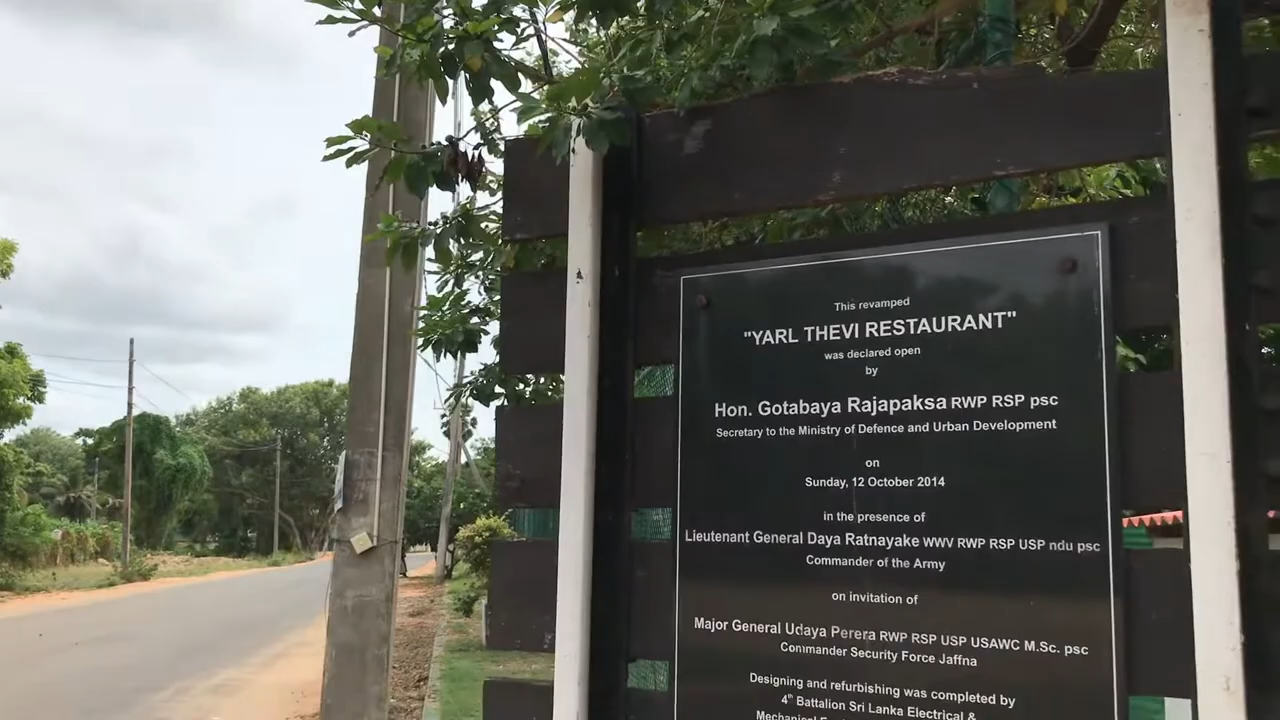 This revamped
"YARL THEVI RESTAURANT"
was declared open
by
Hon. Gotabaya Rajapaksa RWP RSP psc
Secretary to the Ministry of Defence and Urban Development
on
Sunday, 12 October 2014
in the presence of
Lieutenant General Daya Ratnayake WWV RWP RSP USP ndu psc
Commander of the Army
on invitation of
Major General Udaya Perera RWP RSP USP USAWC M.Sc. psc
Commander Security Force Jaffna
Designing and refurbishing was completed by
4th Battalion Sri Lanka Electrical &